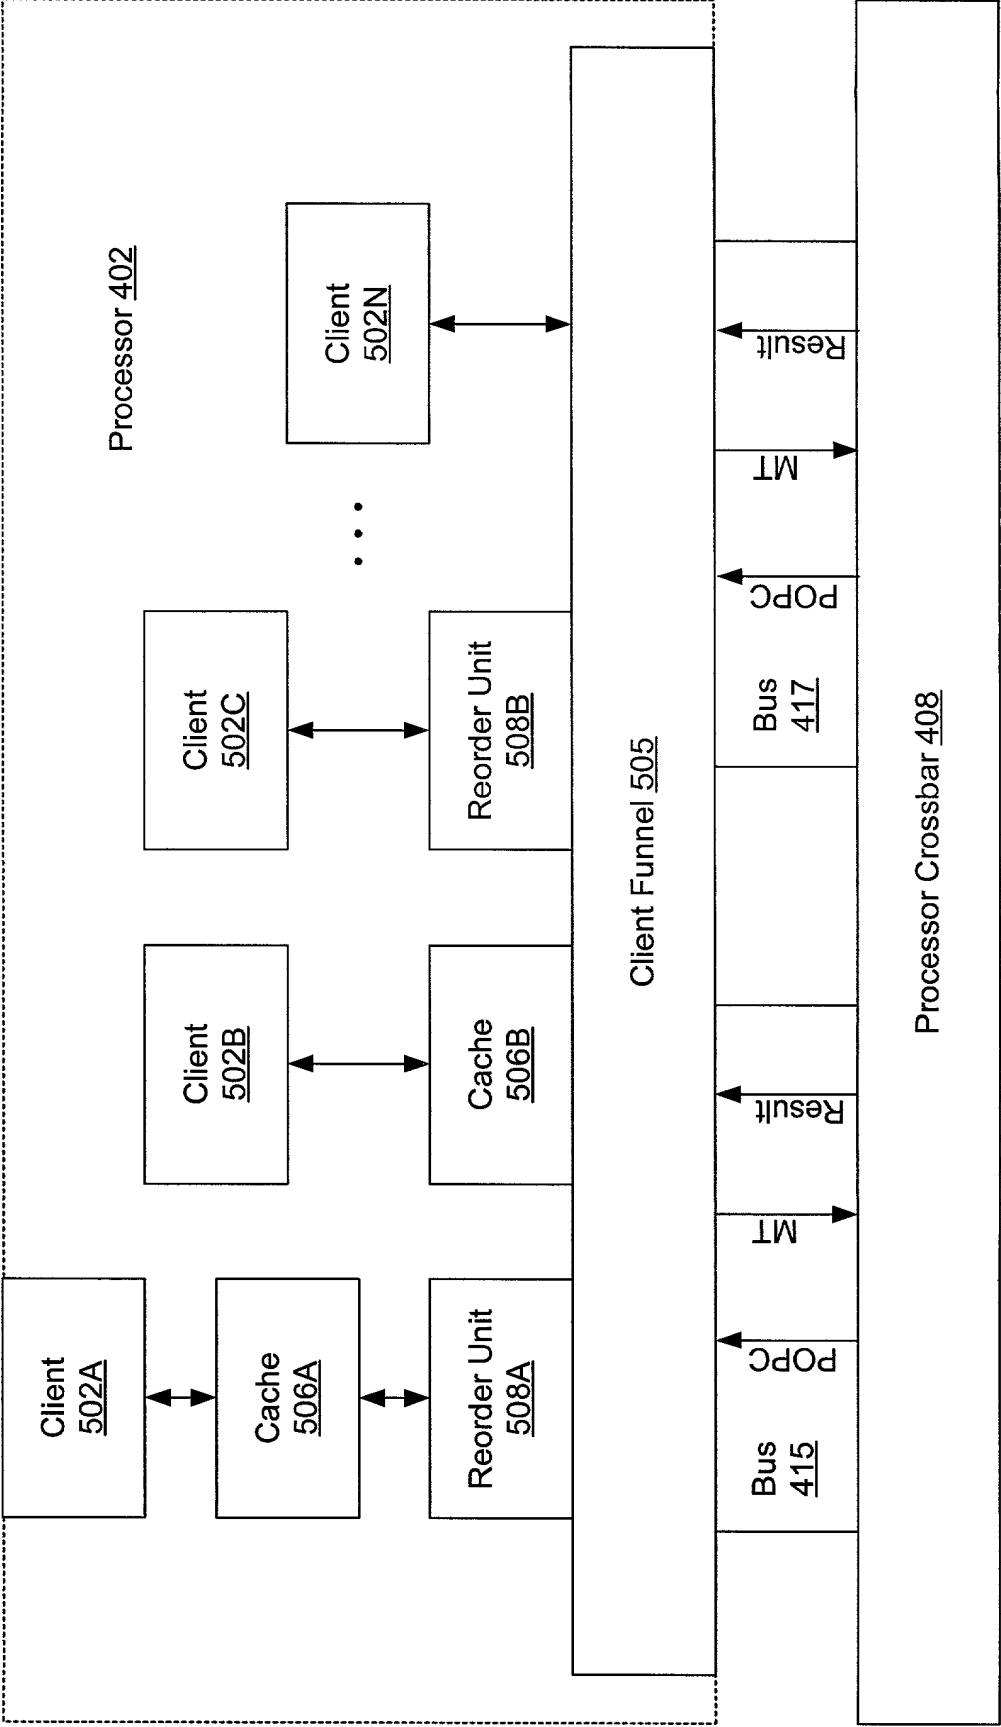 Processor 402
Client
502A
Client
502B
Client
502C
Client
502N
Cache
506A
Reorder Unit
508A
Cache
506B
Reorder Unit
508B
Client Funnel 505
Bus
415
POPC
MT
Result
Bus
417
POPC
MT
Result
Processor Crossbar 408